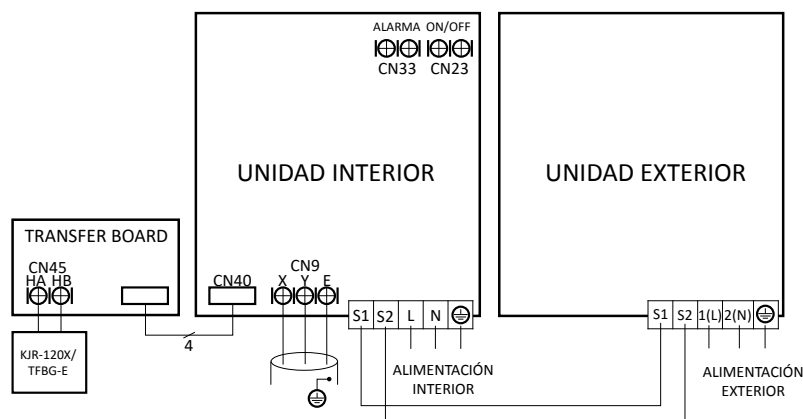 ALARMA ON/OFF
CN33 CN23
UNIDAD INTERIOR
UNIDAD EXTERIOR
TRANSFER BOARD
CN45
HA HB
CN40
CN9
X Y E
S1 S2 L N
S1 S2 1(L) 2(N)
4
KJR-120X/
TFBG-E
ALIMENTACIÓN
INTERIOR
ALIMENTACIÓN
EXTERIOR